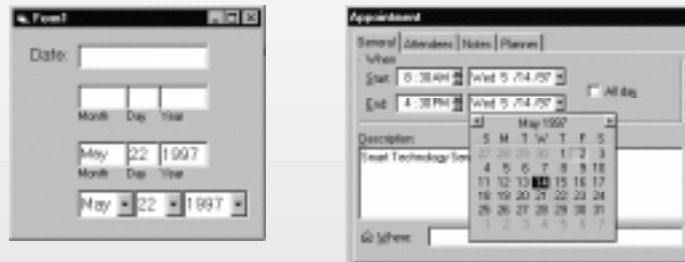 Form1
Date:
Month Day Year
May 22 1997
Month Day Year
May 22 1997
Appointment
General Attendees Notes Planner
When
Start: 8:30AM Wed 5 /14 /97
All day
End: 4:30PM Wed 5 /14 /97
May 1997
S M T W T F S
27 28 29 30 1 2 3
4 5 6 7 8 9 10
11 12 13 14 15 16 17
18 19 20 21 22 23 24
25 26 27 28 29 30 31
1 2 3 4 5 6 7
Description:
Smart Technology
Where: